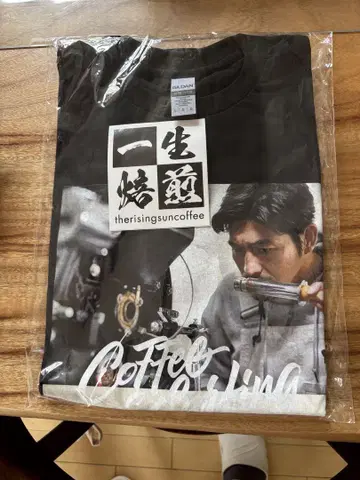 GILDAN
一生
焙煎
therisingsuncoffee
Coffee